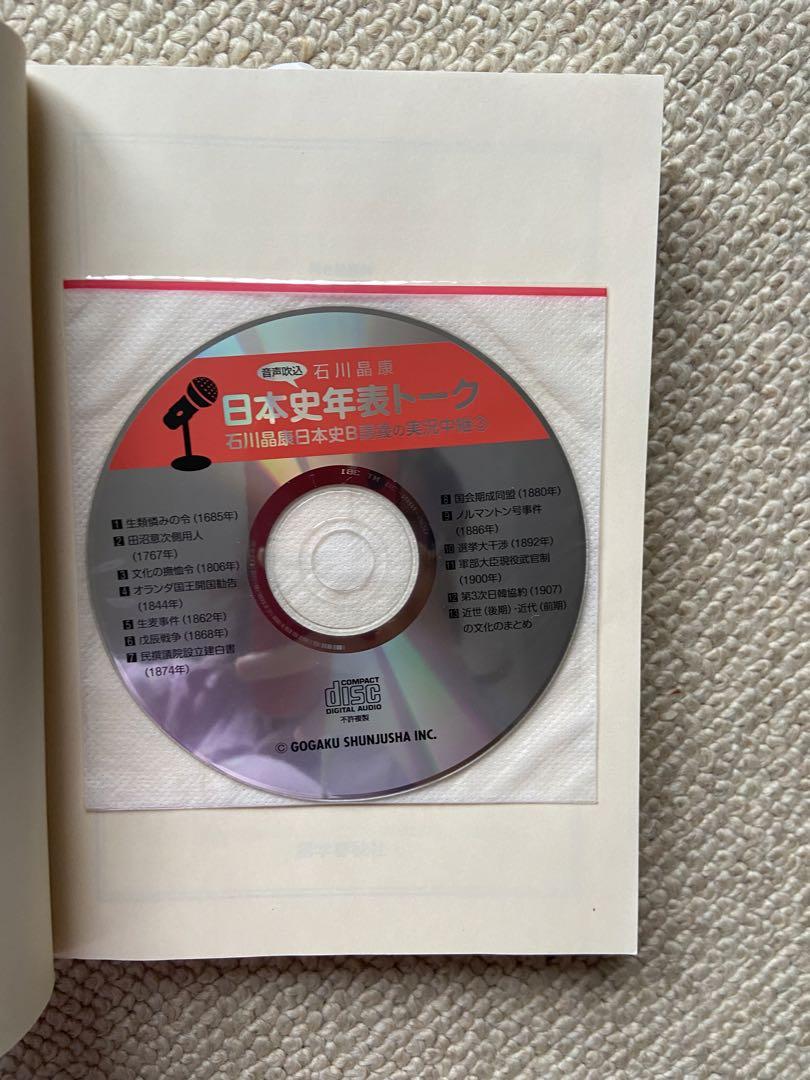 音声吹込 石川晶康
日本史年表トーク
石川晶康日本史B講義の実況中継③
1 生類憐みの令 (1685年)
2 田沼意次側用人
(1767年)
3 文化の撫恤令 (1806年)
4 オランダ国王開国勧告
(1844年)
5 生麦事件 (1862年)
6 戊辰戦争 (1868年)
7 民撰議院設立建白書
(1874年)
8 国会期成同盟 (1880年)
9 ノルマントン号事件
(1886年)
10 選挙大干渉 (1892年)
11 軍部大臣現役武官制
(1900年)
12 第3次日韓協約 (1907)
13 近世 (後期)・近代 (前期)
の文化のまとめ
COMPACT
disc
DIGITAL AUDIO
不許複製
© GOGAKU SHUNJUSHA INC.